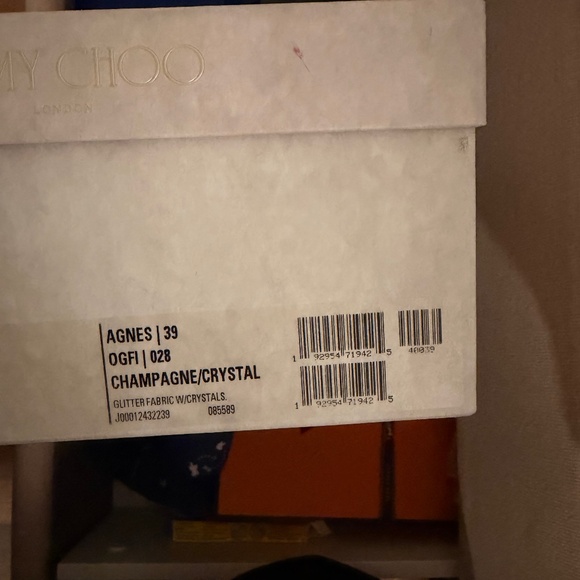 MY CHOO
LONDON
AGNES | 39
OGFI | 028
CHAMPAGNE/CRYSTAL
GLITTER FABRIC W/CRYSTALS.
J00012432239 085589
1 92954 71942 5 40039
1 92954 71942 5